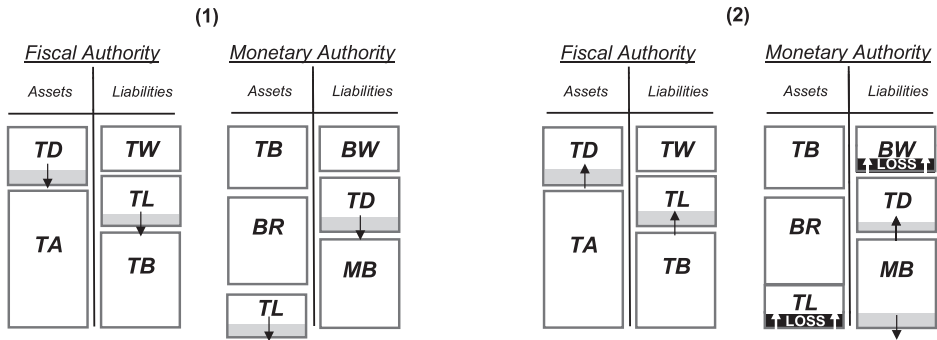 (1)
Fiscal Authority
Assets
Liabilities
TD
TW
TL
TA
TB
Monetary Authority
Assets
Liabilities
TB
BW
TD
BR
MB
TL
(2)
Fiscal Authority
Assets
Liabilities
TD
TW
TL
TA
TB
Monetary Authority
Assets
Liabilities
TB
BW
LOSS
TD
BR
MB
TL
LOSS